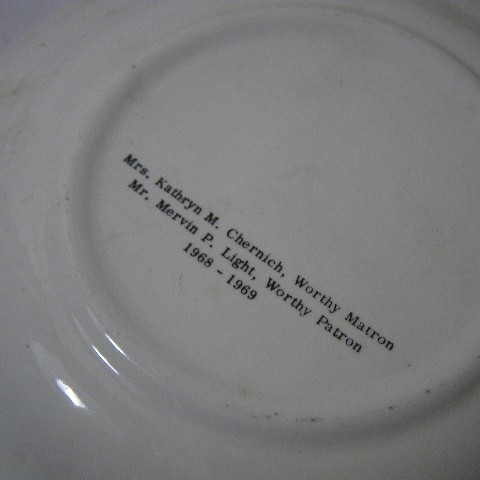 Mrs. Kathryn M. Chernich, Worthy Matron
Mr. Mervin P. Light, Worthy Patron
1968 - 1969